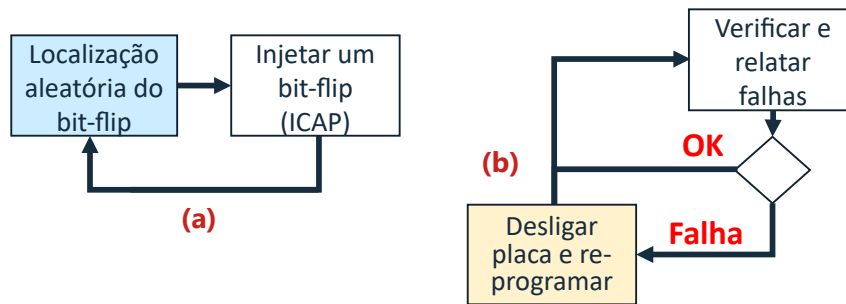 Localização
aleatória do
bit-flip
Injetar um
bit-flip
(ICAP)
(a)
Verificar e
relatar
falhas
OK
(b)
Desligar
placa e re-
programar
Falha